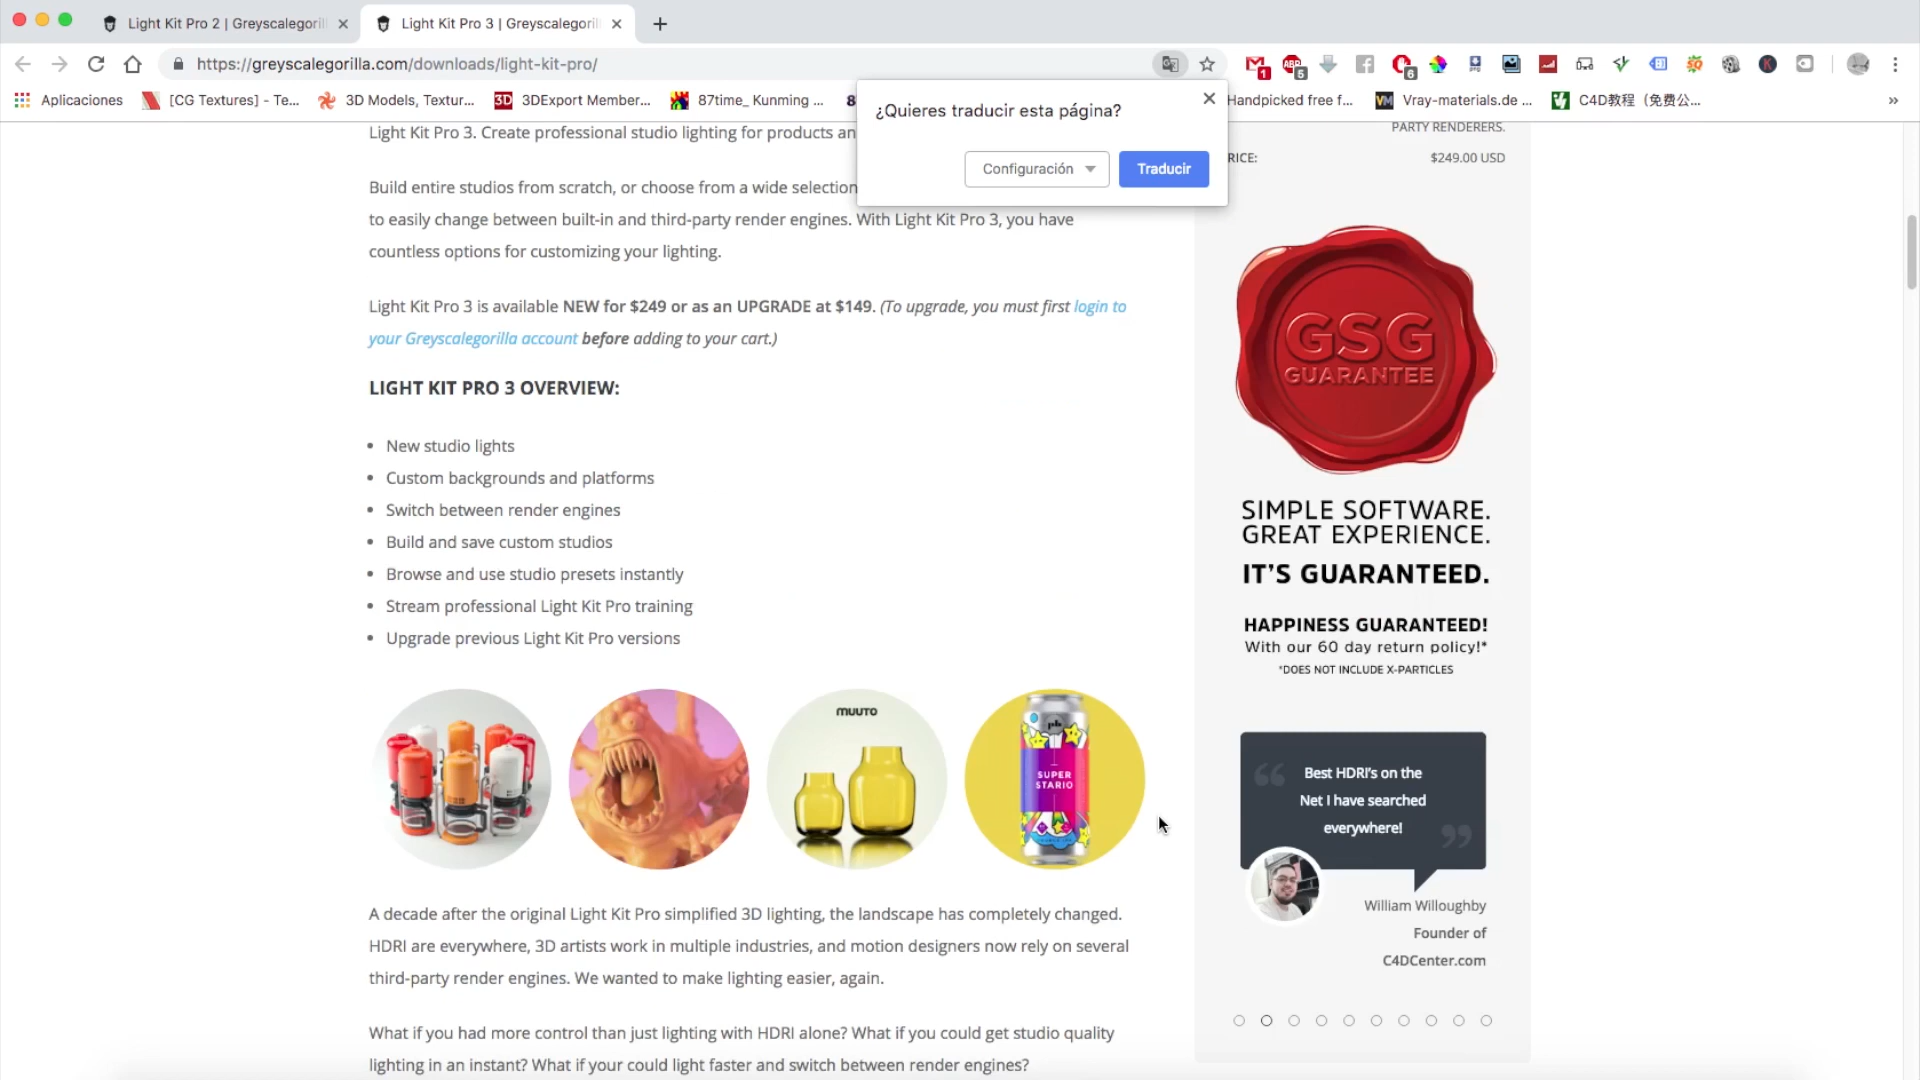 Light Kit Pro 2 | Greyscalegorill
Light Kit Pro 3 | Greyscalegorill
https://greyscalegorilla.com/downloads/light-kit-pro/
1
ABP
5
6
Aplicaciones
[CG Textures] - Te...
3D Models, Textur...
3DExport Member...
87time_ Kunming ...
8
Handpicked free f...
Vray-materials.de ...
C4D教程（免费公...
»
¿Quieres traducir esta página?
Configuración
Traducir
Light Kit Pro 3. Create professional studio lighting for products an
Build entire studios from scratch, or choose from a wide selection
to easily change between built-in and third-party render engines. With Light Kit Pro 3, you have
countless options for customizing your lighting.
Light Kit Pro 3 is available NEW for $249 or as an UPGRADE at $149. (To upgrade, you must first login to
your Greyscalegorilla account before adding to your cart.)
LIGHT KIT PRO 3 OVERVIEW:
• New studio lights
• Custom backgrounds and platforms
• Switch between render engines
• Build and save custom studios
• Browse and use studio presets instantly
• Stream professional Light Kit Pro training
• Upgrade previous Light Kit Pro versions
MUUTO
SUPER
STARIO
A decade after the original Light Kit Pro simplified 3D lighting, the landscape has completely changed.
HDRI are everywhere, 3D artists work in multiple industries, and motion designers now rely on several
third-party render engines. We wanted to make lighting easier, again.
What if you had more control than just lighting with HDRI alone? What if you could get studio quality
lighting in an instant? What if your could light faster and switch between render engines?
PARTY RENDERERS.
RICE: $249.00 USD
GSG
GUARANTEE
SIMPLE SOFTWARE.
GREAT EXPERIENCE.
IT'S GUARANTEED.
HAPPINESS GUARANTEED!
With our 60 day return policy!*
*DOES NOT INCLUDE X-PARTICLES
Best HDRI's on the
Net I have searched
everywhere!
William Willoughby
Founder of
C4DCenter.com